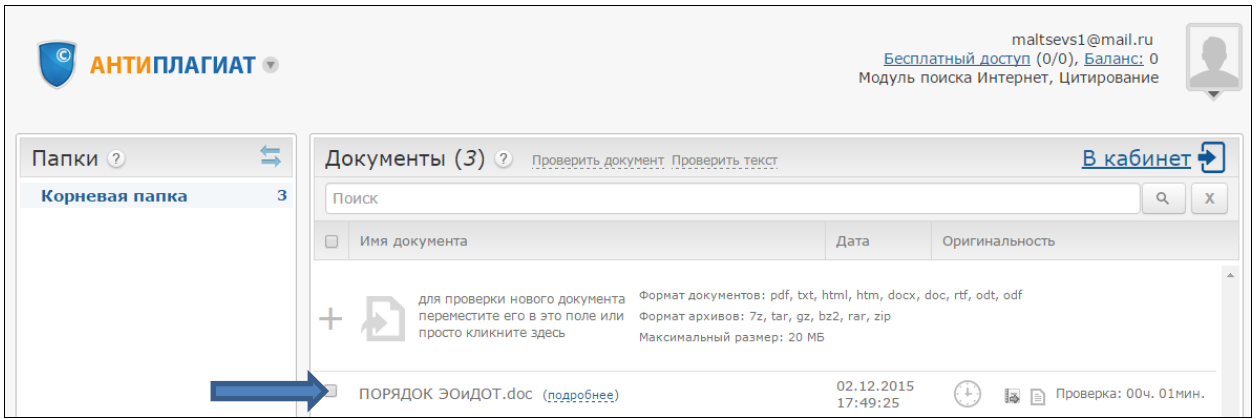 maltsevs1@mail.ru
© АНТИПЛАГИАТ
Бесплатный доступ (0/0), Баланс: 0
Модуль поиска Интернет, Цитирование
Папки ?
Документы (3) ? Проверить документ Проверить текст В кабинет
Корневая папка 3
Поиск X
Имя документа Дата Оригинальность
для проверки нового документа
переместите его в это поле или
просто кликните здесь
Формат документов: pdf, txt, html, htm, docx, doc, rtf, odt, odf
Формат архивов: 7z, tar, gz, bz2, rar, zip
Максимальный размер: 20 МБ
ПОРЯДОК ЭОиДОТ.doc (подробнее)
02.12.2015
17:49:25
Проверка: 00ч. 01мин.